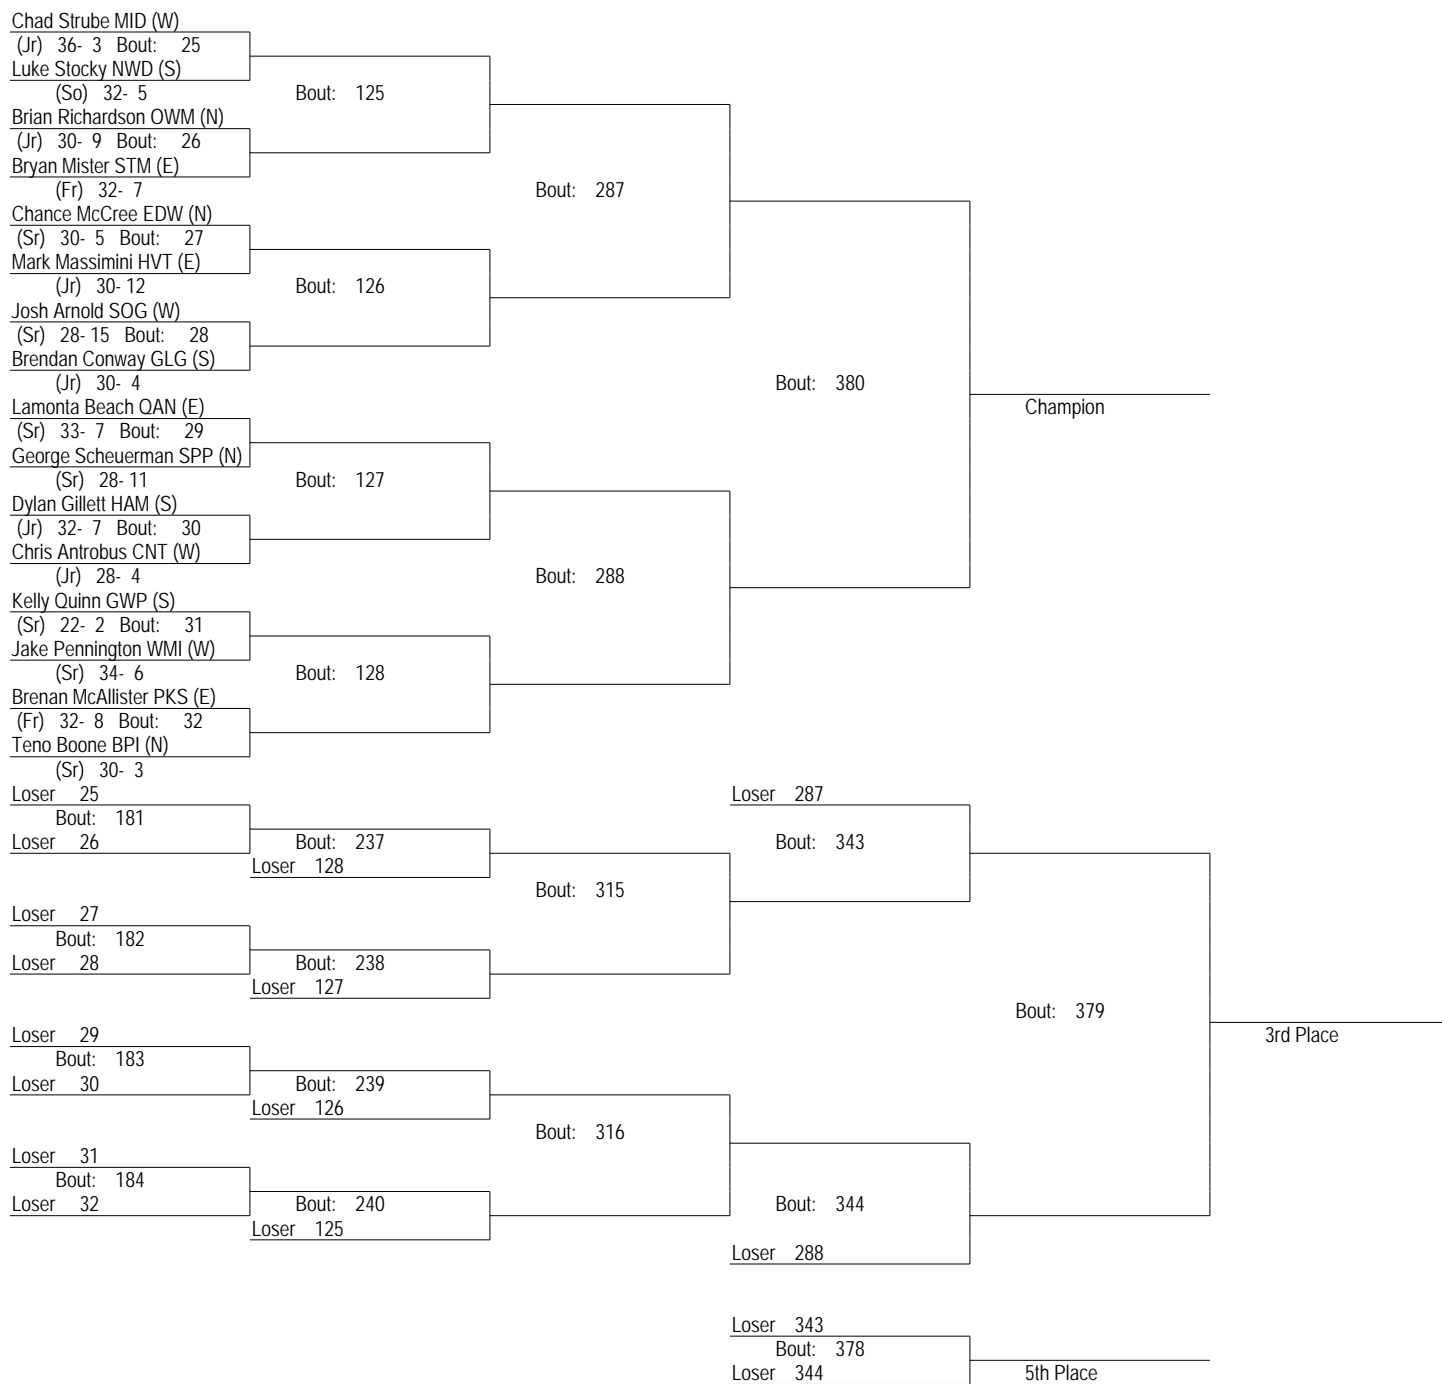 Chad Strube MID (W)
(Jr) 36- 3 Bout: 25
Luke Stocky NWD (S)
(So) 32- 5 Bout: 125
Brian Richardson OWM (N)
(Jr) 30- 9 Bout: 26
Bryan Mister STM (E)
(Fr) 32- 7 Bout: 287
Chance McCree EDW (N)
(Sr) 30- 5 Bout: 27
Mark Massimini HVT (E)
(Jr) 30- 12 Bout: 126
Josh Arnold SOG (W)
(Sr) 28- 15 Bout: 28
Brendan Conway GLG (S)
(Jr) 30- 4 Bout: 380
Lamonta Beach QAN (E) Champion
(Sr) 33- 7 Bout: 29
George Scheuerman SPP (N)
(Sr) 28- 11 Bout: 127
Dylan Gillett HAM (S)
(Jr) 32- 7 Bout: 30
Chris Antrobus CNT (W)
(Jr) 28- 4 Bout: 288
Kelly Quinn GWP (S)
(Sr) 22- 2 Bout: 31
Jake Pennington WMI (W)
(Sr) 34- 6 Bout: 128
Brenan McAllister PKS (E)
(Fr) 32- 8 Bout: 32
Teno Boone BPI (N)
(Sr) 30- 3
Loser 25 Loser 287
Bout: 181
Loser 26 Bout: 237 Bout: 343
Loser 128
Bout: 315
Loser 27
Bout: 182
Loser 28 Bout: 238
Loser 127
Bout: 379
Loser 29 3rd Place
Bout: 183
Loser 30 Bout: 239
Loser 126
Bout: 316
Loser 31
Bout: 184
Loser 32 Bout: 240 Bout: 344
Loser 125
Loser 288
Loser 343
Bout: 378
Loser 344 5th Place